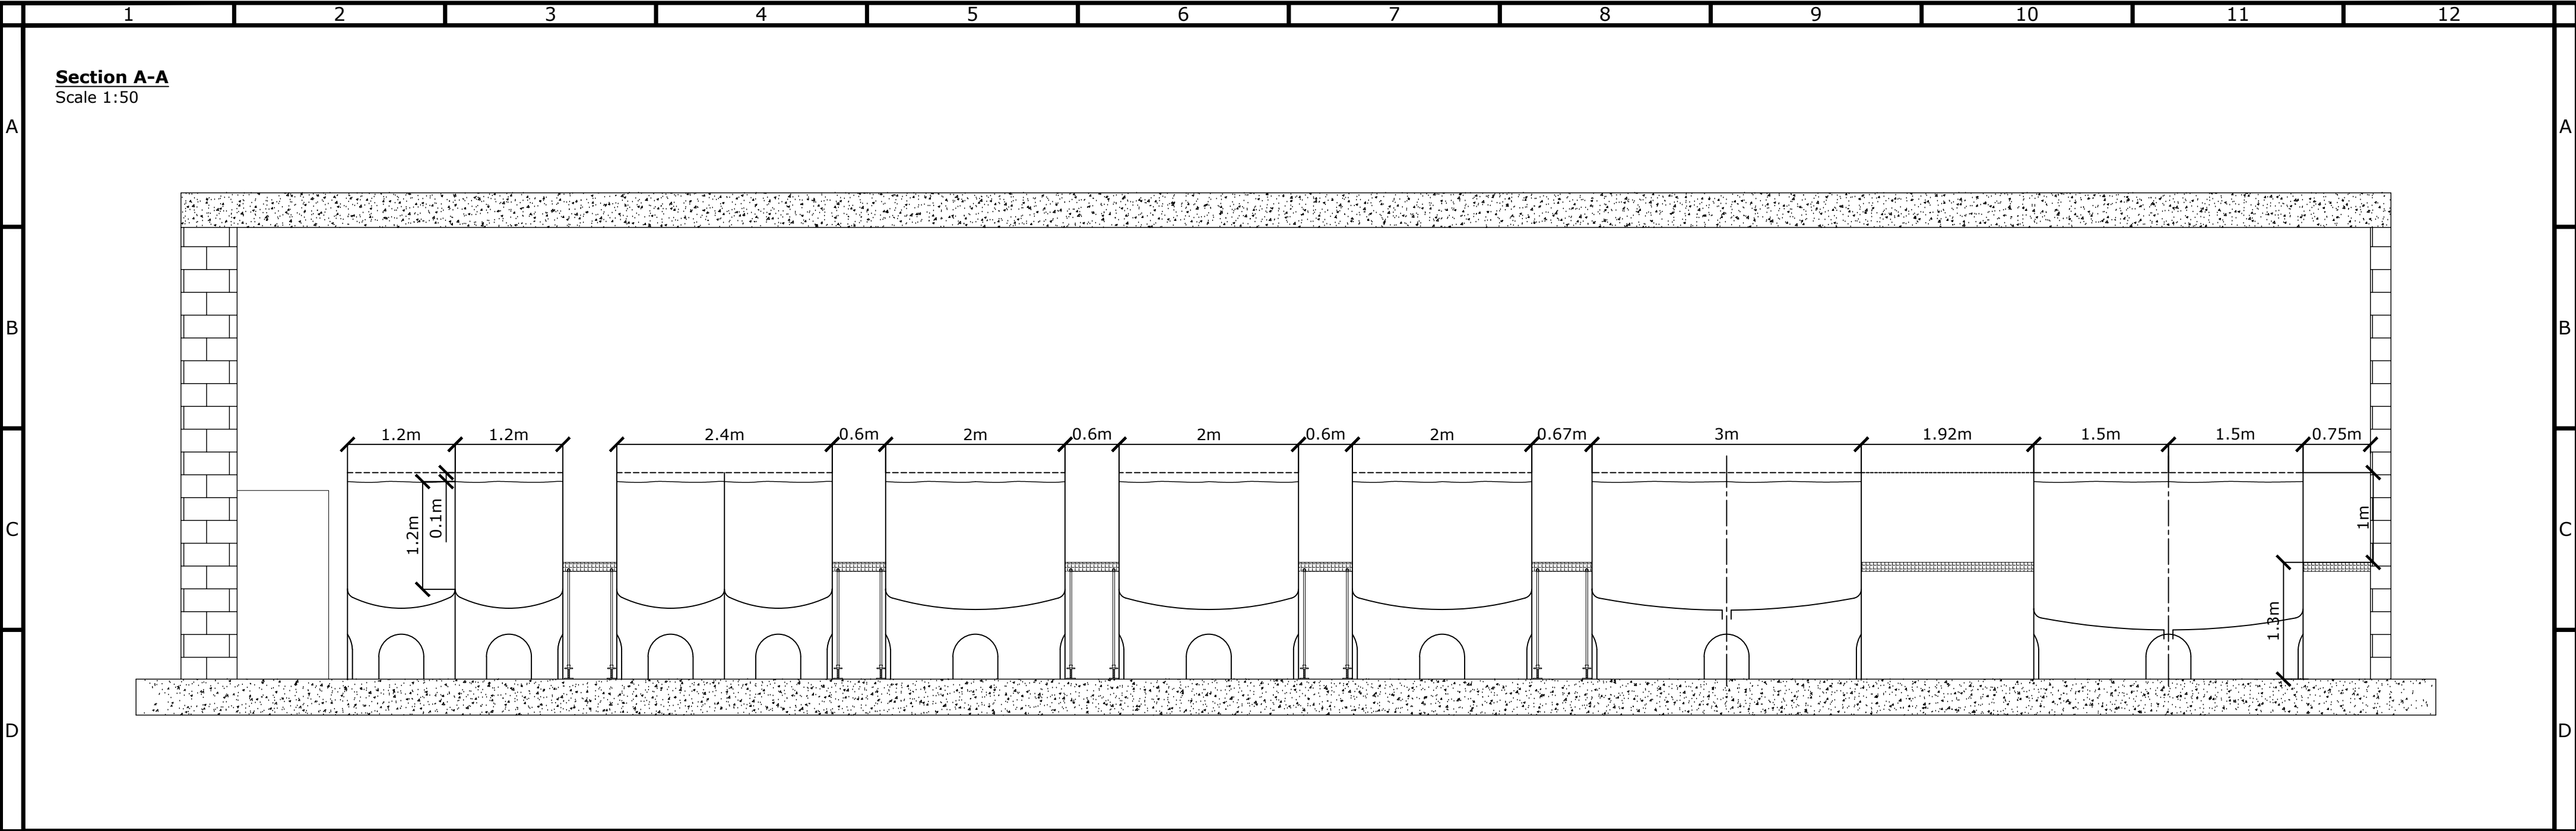 1 2 3 4 5 6 7 8 9 10 11 12
Section A-A
Scale 1:50
A A
B B
1.2m 1.2m 2.4m 0.6m 2m 0.6m 2m 0.6m 2m 0.67m 3m 1.92m 1.5m 1.5m 0.75m
C C
1.2m 0.1m 1m
1.3m
D D